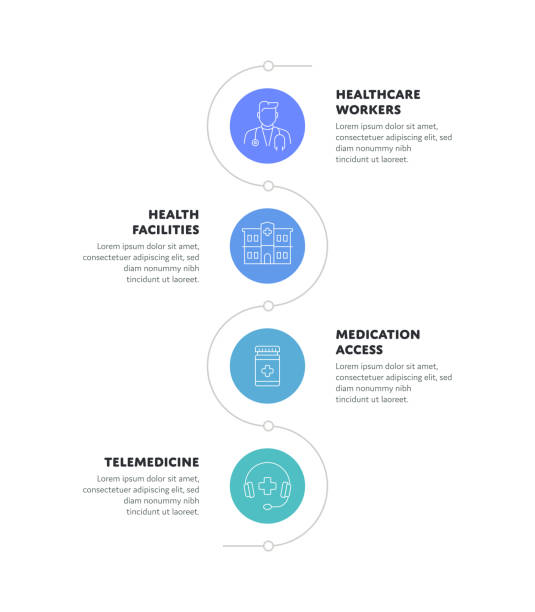 HEALTHCARE
WORKERS
Lorem ipsum dolor sit amet,
consectetuer adipiscing elit, sed
diam nonummy nibh
tincidunt ut laoreet.
HEALTH
FACILITIES
Lorem ipsum dolor sit amet,
consectetuer adipiscing elit, sed
diam nonummy nibh
tincidunt ut laoreet.
MEDICATION
ACCESS
Lorem ipsum dolor sit amet,
consectetuer adipiscing elit, sed
diam nonummy nibh
tincidunt ut laoreet.
TELEMEDICINE
Lorem ipsum dolor sit amet,
consectetuer adipiscing elit, sed
diam nonummy nibh
tincidunt ut laoreet.